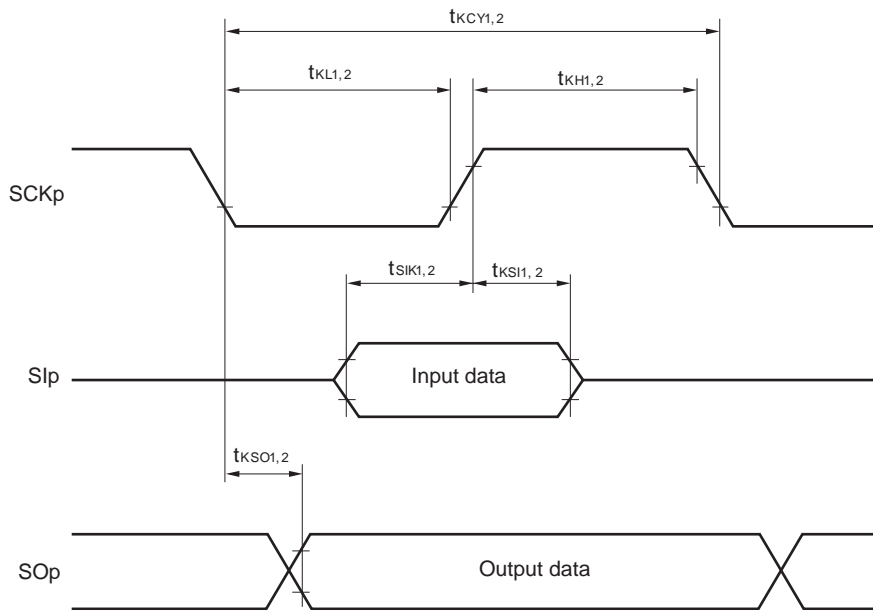 tKCY1, 2
tKL1, 2
tKH1, 2
SCKp
tSIK1, 2
tKSI1, 2
SIp
Input data
tKSO1, 2
SOp
Output data